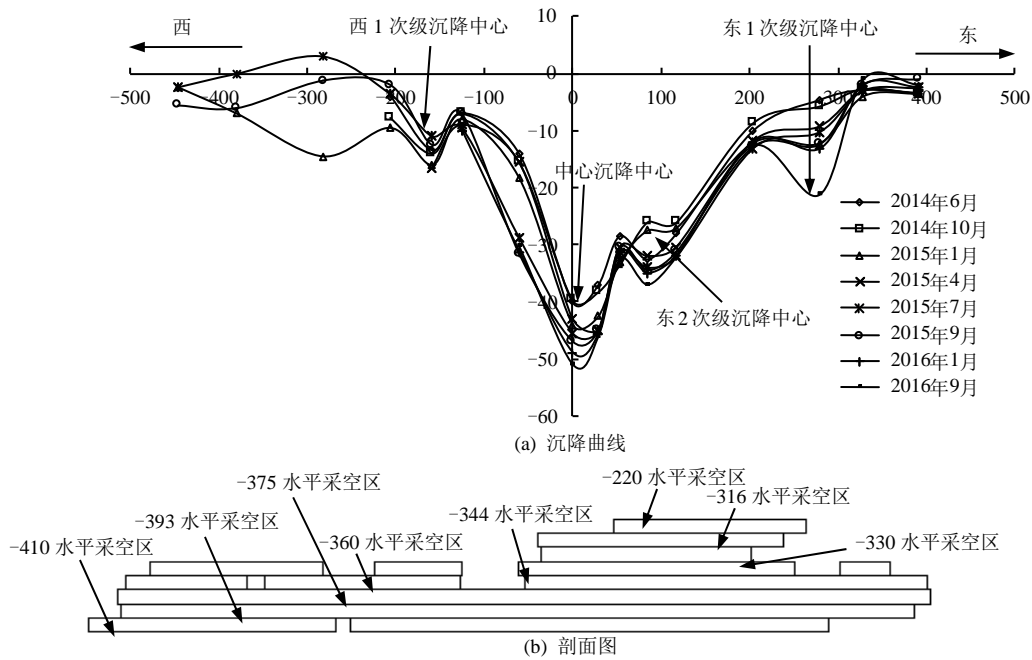 10
西
西 1 次级沉降中心
东 1 次级沉降中心
东
0
−500 −400 −300 −200 −100 0 100 200 300 400 500
−10
−20
中心沉降中心
−30
−40
东 2 次级沉降中心
−50
−60
2014年6月
2014年10月
2015年1月
2015年4月
2015年7月
2015年9月
2016年1月
2016年9月
(a) 沉降曲线
−220 水平采空区
−375 水平采空区
−316 水平采空区
−393 水平采空区
−344 水平采空区
−410 水平采空区
−360 水平采空区
−330 水平采空区
(b) 剖面图